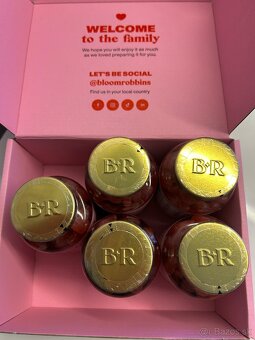 WELCOME
to the family
We hope you will enjoy it as much
as we loved preparing it for you.
LET'S BE SOCIAL
@bloomrobbins
Find us in your local country
B*R
B*R
B*R
B*R
B*R